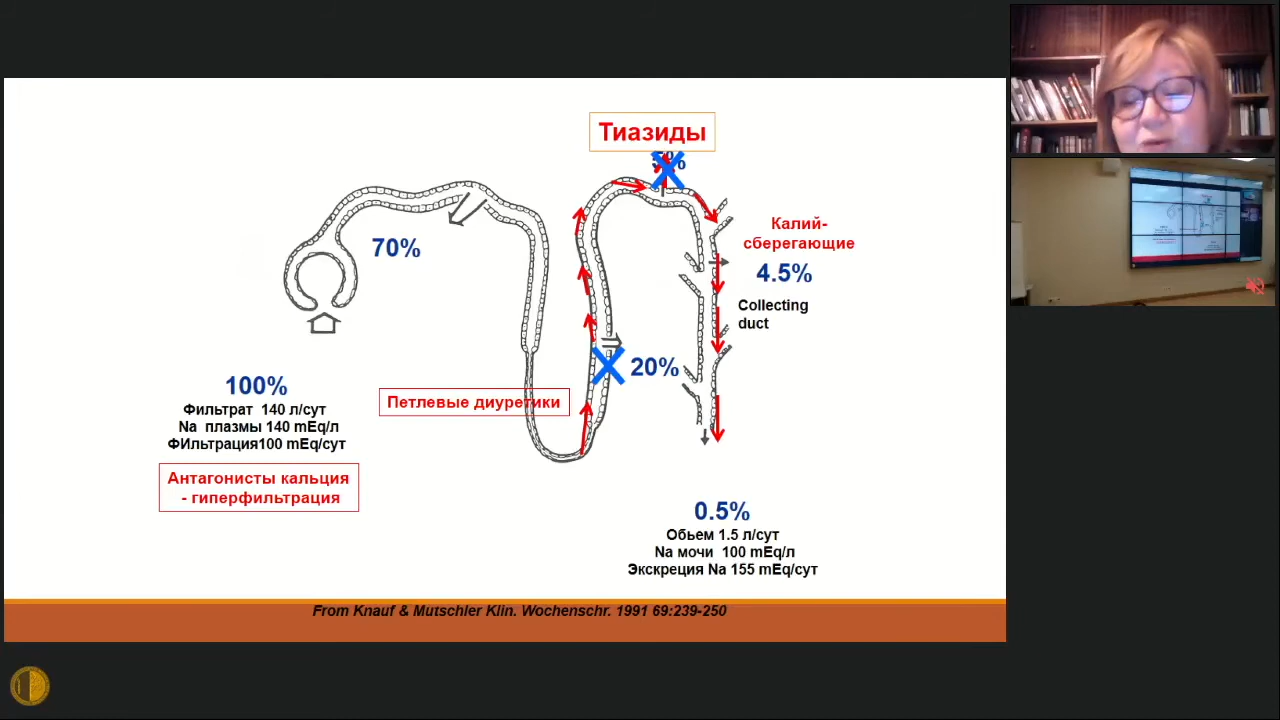 Тиазиды
Калий-
сберегающие
70%
4.5%
Collecting
duct
20%
100%
Фильтрат 140 л/сут
Na плазмы 140 mEq/л
ФИльтрация100 mEq/сут
Петлевые диуретики
Антагонисты кальция
- гиперфильтрация
0.5%
Обьем 1.5 л/сут
Na мочи 100 mEq/л
Экскреция Na 155 mEq/сут
From Knauf & Mutschler Klin. Wochenschr. 1991 69:239-250